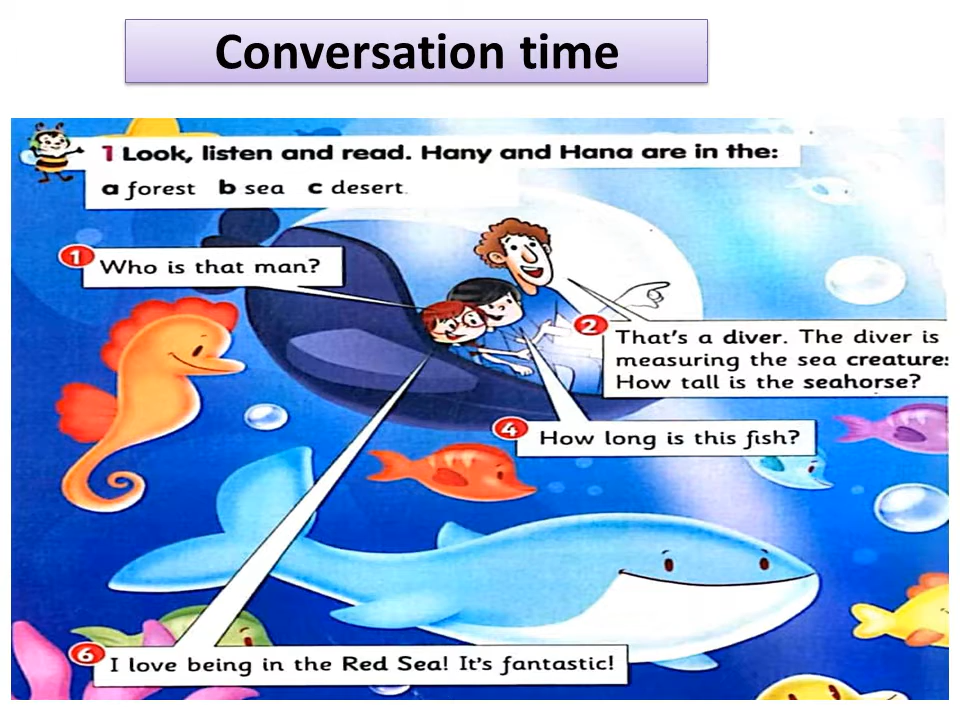 Conversation time
1 Look, listen and read. Hany and Hana are in the:
a forest b sea c desert
1 Who is that man?
2 That's a diver. The diver is
measuring the sea creature:
How tall is the seahorse?
4 How long is this fish?
6 I love being in the Red Sea! It's fantastic!